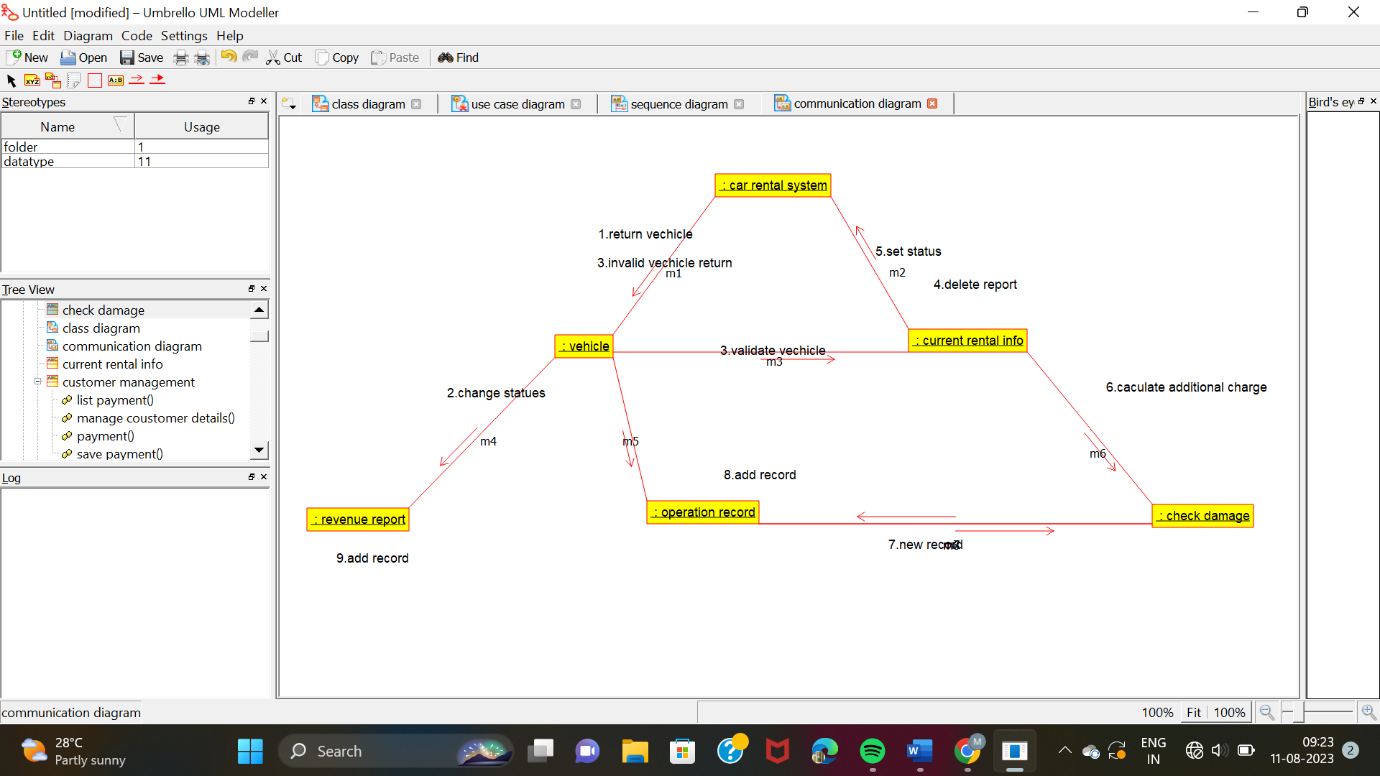 Untitled [modified] – Umbrello UML Modeller
File Edit Diagram Code Settings Help
New Open Save Cut Copy Paste Find
XYZ A:B
Stereotypes
Name Usage
folder 1
datatype 11
Tree View
check damage
class diagram
communication diagram
current rental info
customer management
list payment()
manage coustomer details()
payment()
save payment()
Log
class diagram use case diagram sequence diagram communication diagram
Bird's ey
: car rental system
1.return vechicle
3.invalid vechicle return
m1
5.set status
m2
4.delete report
: vehicle
: current rental info
3.validate vechicle
m3
2.change statues
6.caculate additional charge
m4
m5
m6
8.add record
: revenue report
: operation record
: check damage
7.new record
9.add record
communication diagram
100% Fit 100%
28°C
Partly sunny
Search
M
ENG
IN
09:23
11-08-2023
2